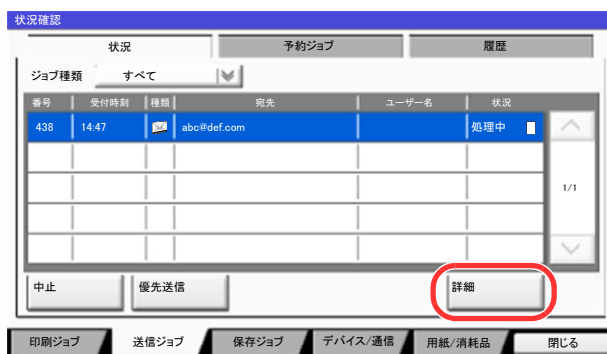 状況確認
状況 予約ジョブ 履歴
ジョブ種類 すべて
番号 受付時刻 種類 宛先 ユーザー名 状況
438 14:47 abc@def.com 処理中
1/1
中止 優先送信 詳細
印刷ジョブ 送信ジョブ 保存ジョブ デバイス/通信 用紙/消耗品 閉じる